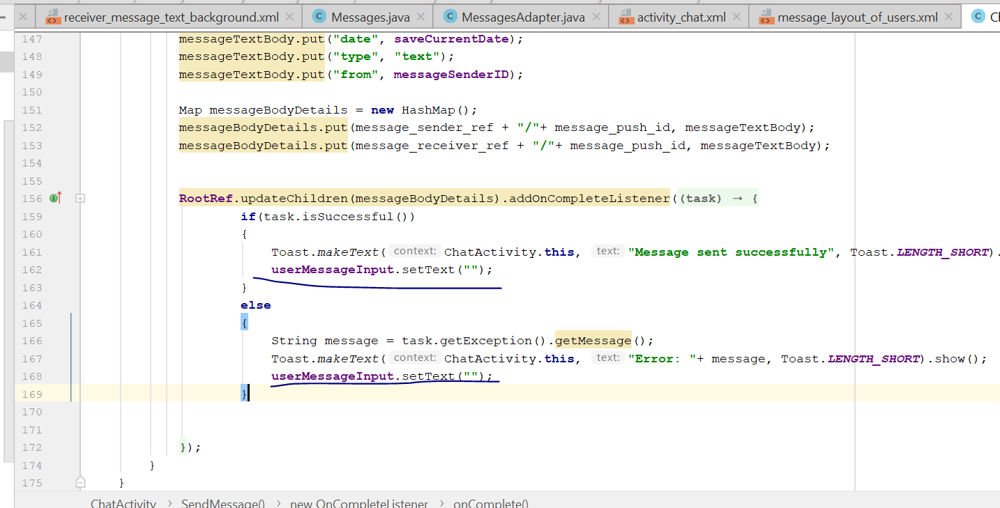 receiver_message_text_background.xml Messages.java MessagesAdapter.java activity_chat.xml message_layout_of_users.xml
147 messageTextBody.put("date", saveCurrentDate);
148 messageTextBody.put("type", "text");
149 messageTextBody.put("from", messageSenderID);
150
151 Map messageBodyDetails = new HashMap();
152 messageBodyDetails.put(message_sender_ref + "/"+ message_push_id, messageTextBody);
153 messageBodyDetails.put(message_receiver_ref + "/"+ message_push_id, messageTextBody);
154
155
156 RootRef.updateChildren(messageBodyDetails).addOnCompleteListener((task) → {
159 if(task.isSuccessful())
160 {
161 Toast.makeText( context: ChatActivity.this, text: "Message sent successfully", Toast.LENGTH_SHORT).
162 userMessageInput.setText("");
163 }
164 else
165 {
166 String message = task.getException().getMessage();
167 Toast.makeText( context: ChatActivity.this, text: "Error: "+ message, Toast.LENGTH_SHORT).show();
168 userMessageInput.setText("");
169 }
170
171
172 });
174 }
175 }
ChatActivity > SendMessage() > new OnCompleteListener > onComplete()